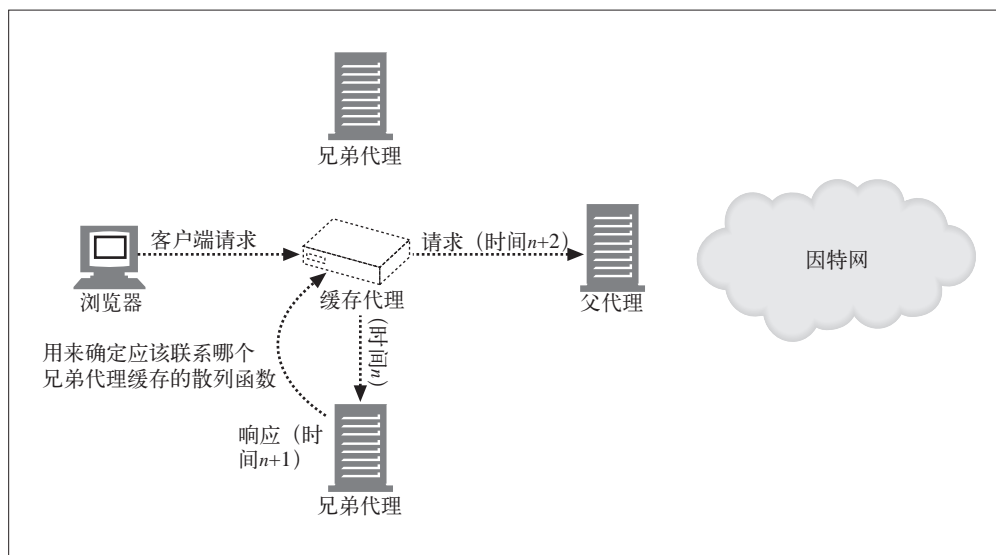 兄弟代理
客户端请求
请求（时间n+2）
因特网
浏览器
缓存代理
父代理
（时间n）
用来确定应该联系哪个
兄弟代理缓存的散列函数
响应（时
间n+1）
兄弟代理